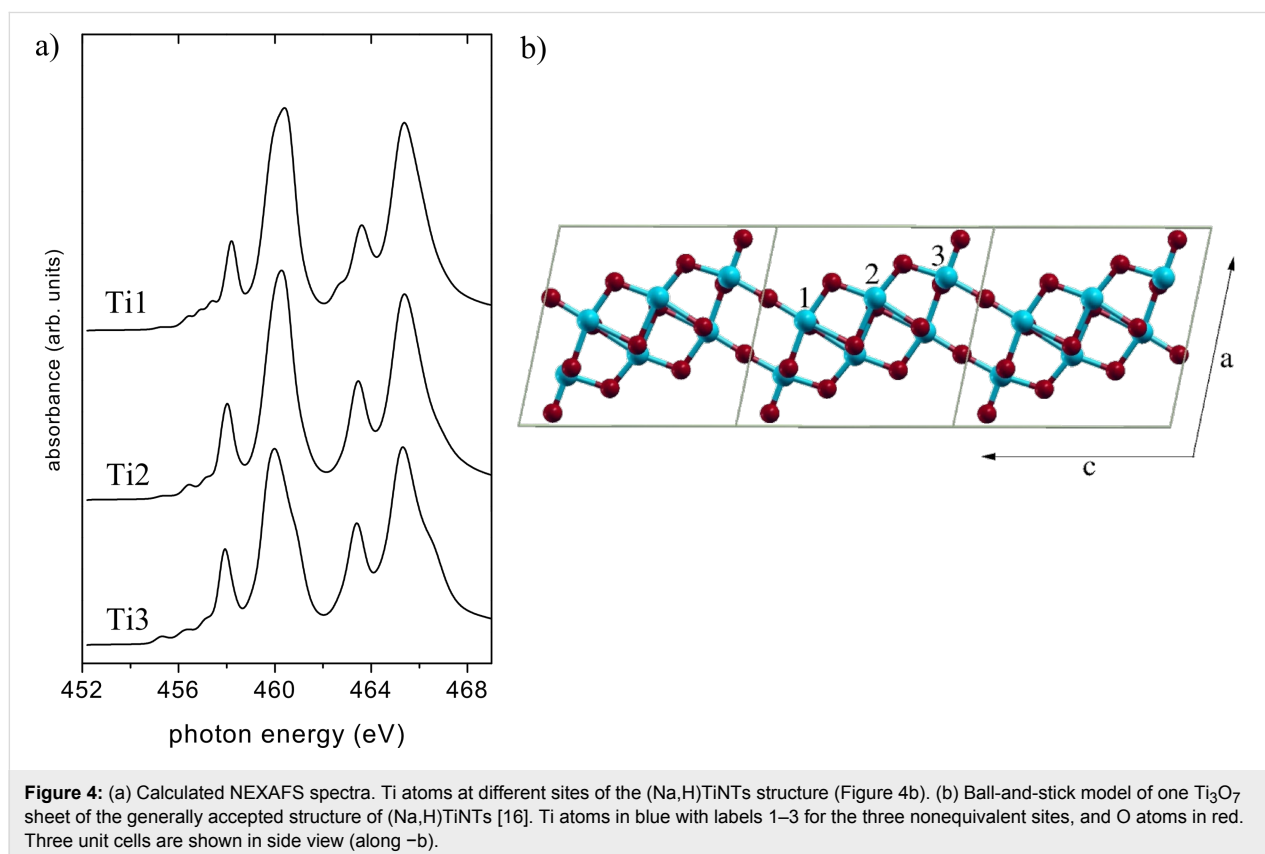 a)
absorbance (arb. units)
Ti1
Ti2
Ti3
452 456 460 464 468
photon energy (eV)
b)
1 2 3
a
c
Figure 4: (a) Calculated NEXAFS spectra. Ti atoms at different sites of the (Na,H)TiNTs structure (Figure 4b). (b) Ball-and-stick model of one Ti₃O₇
sheet of the generally accepted structure of (Na,H)TiNTs [16]. Ti atoms in blue with labels 1–3 for the three nonequivalent sites, and O atoms in red.
Three unit cells are shown in side view (along −b).